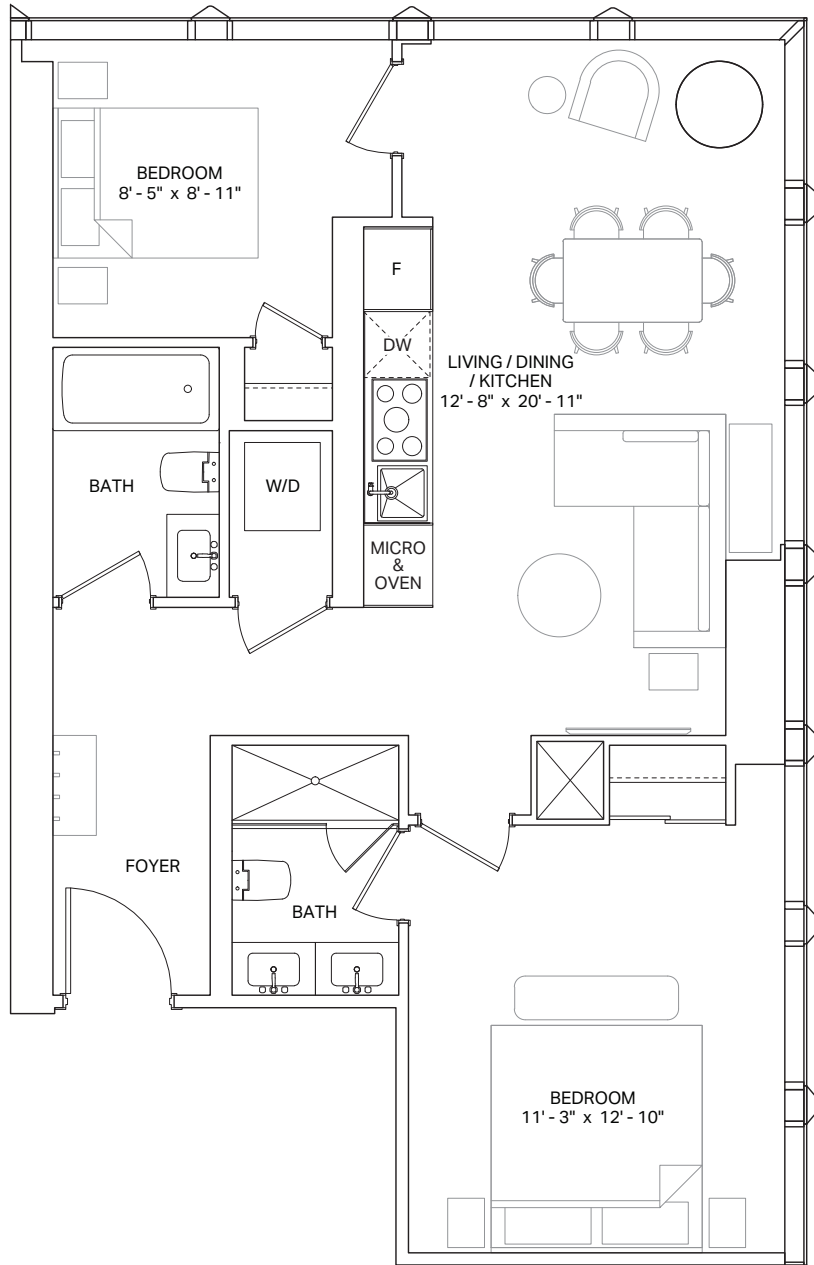 BEDROOM
8' - 5" x 8' - 11"
F
DW
LIVING / DINING
/ KITCHEN
12' - 8" x 20' - 11"
BATH
W/D
MICRO
&
OVEN
FOYER
BATH
BEDROOM
11' - 3" x 12' - 10"